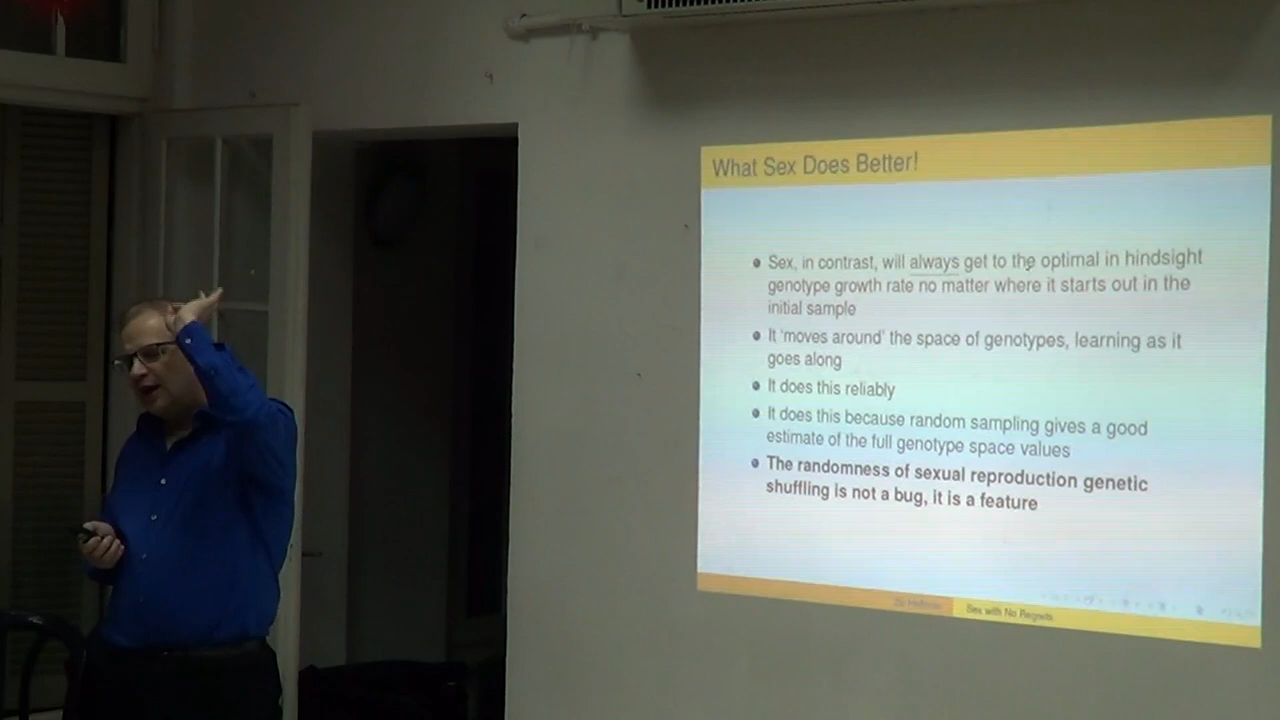 What Sex Does Better!
Sex, in contrast, will always get to the optimal in hindsight
genotype growth rate no matter where it starts out in the
initial sample
It 'moves around' the space of genotypes, learning as it
goes along
It does this reliably
It does this because random sampling gives a good
estimate of the full genotype space values
The randomness of sexual reproduction genetic
shuffling is not a bug, it is a feature
Sex with No Regrets